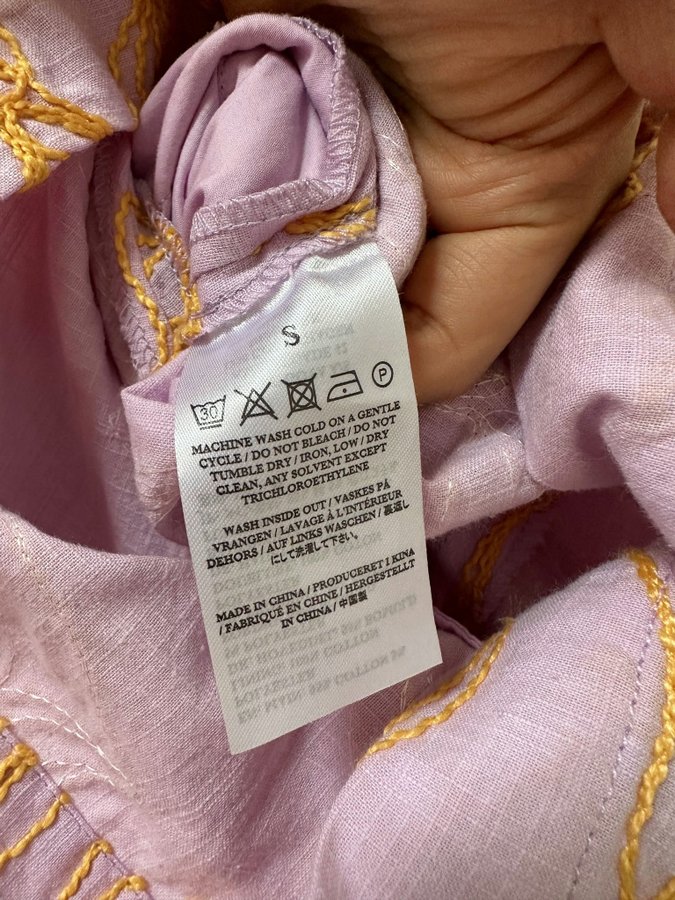 S
30
P
MACHINE WASH COLD ON A GENTLE
CYCLE / DO NOT BLEACH / DO NOT
TUMBLE DRY / IRON, LOW / DRY
CLEAN, ANY SOLVENT EXCEPT
TRICHLOROETHYLENE
WASH INSIDE OUT / VASKES PÅ
VRANGEN / LAVAGE À L'INTÉRIEUR
DEHORS / AUF LINKS WASCHEN / 裏返し
にして洗濯して下さい。
MADE IN CHINA / PRODUCERET I KINA
/ FABRIQUÉ EN CHINE / HERGESTELLT
IN CHINA / 中国製